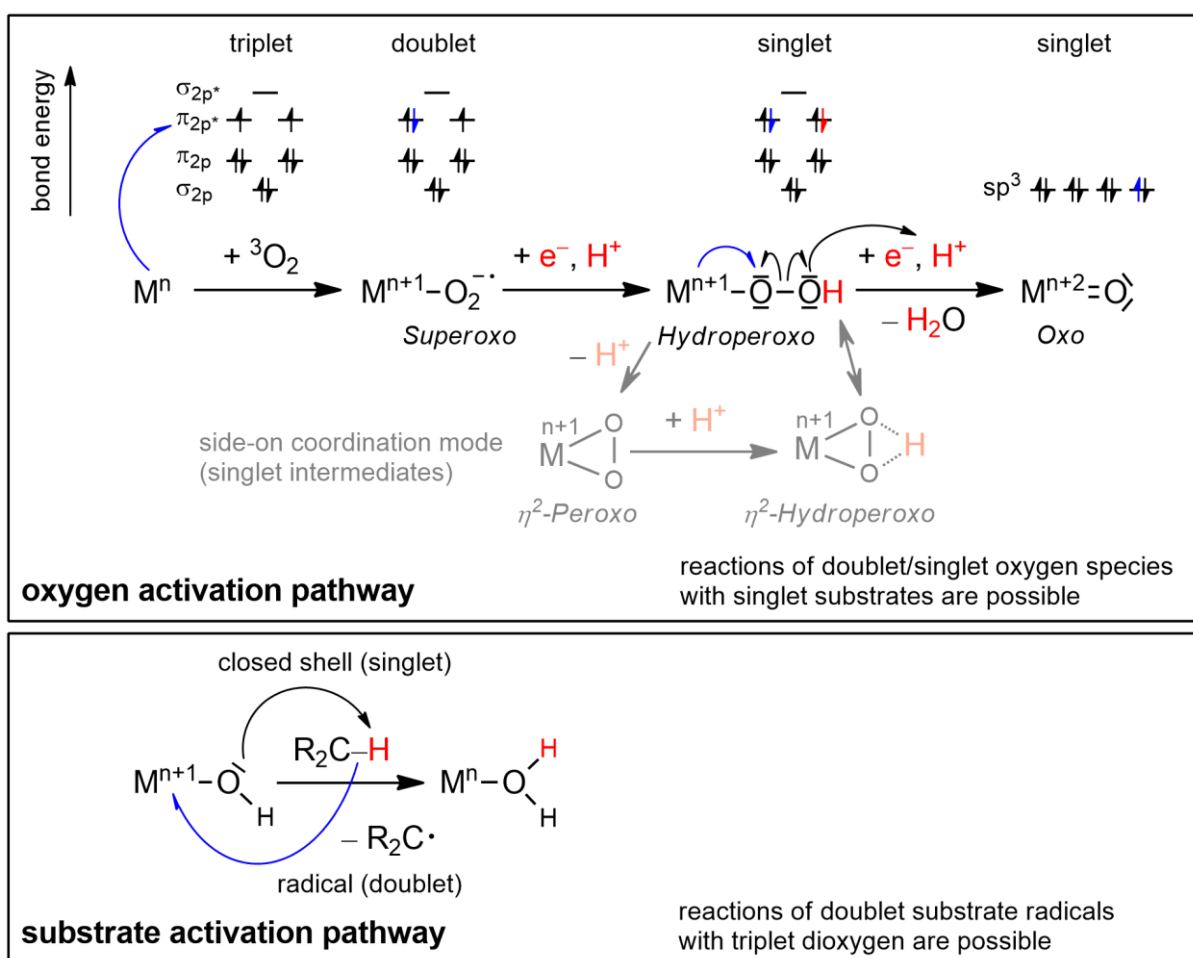 triplet doublet singlet singlet
bond energy
σ2p*
π2p*
π2p
σ2p
sp³
+ ³O₂ + e⁻, H⁺ + e⁻, H⁺
Mⁿ Mⁿ⁺¹–O₂⁻· Mⁿ⁺¹–O–OH Mⁿ⁺²=O
– H₂O
Superoxo Hydroperoxo Oxo
– H⁺
side-on coordination mode
(singlet intermediates)
n+1 M O O + H⁺ n+1 M O O H
η²-Peroxo η²-Hydroperoxo
oxygen activation pathway
reactions of doublet/singlet oxygen species
with singlet substrates are possible
closed shell (singlet)
R₂C–H
Mⁿ⁺¹–O H Mⁿ–O H H
– R₂C·
radical (doublet)
substrate activation pathway
reactions of doublet substrate radicals
with triplet dioxygen are possible